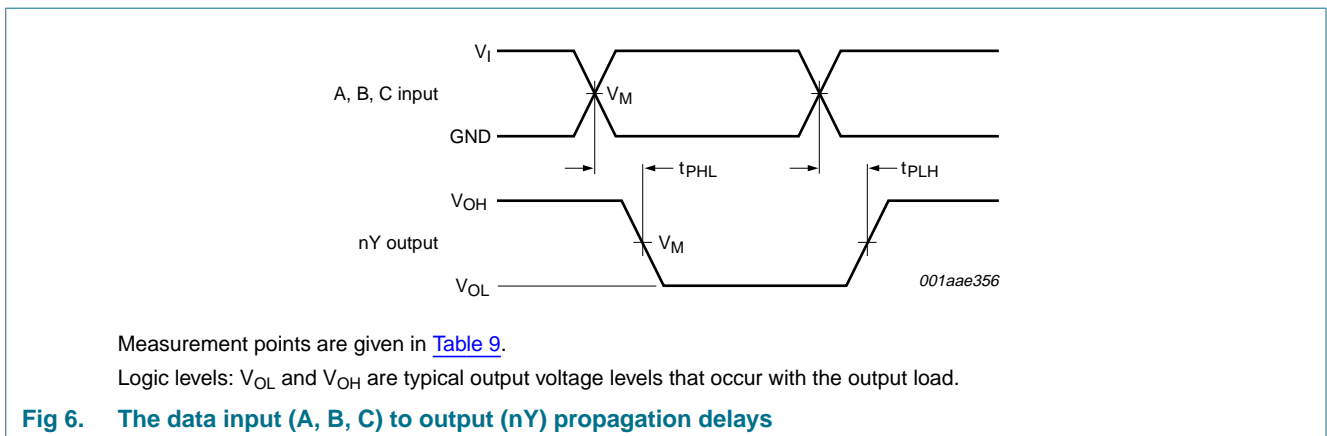 V_I
A, B, C input
V_M
GND
t_PHL
t_PLH
V_OH
nY output
V_M
V_OL
001aae356
Measurement points are given in Table 9.
Logic levels: V_OL and V_OH are typical output voltage levels that occur with the output load.
Fig 6. The data input (A, B, C) to output (nY) propagation delays